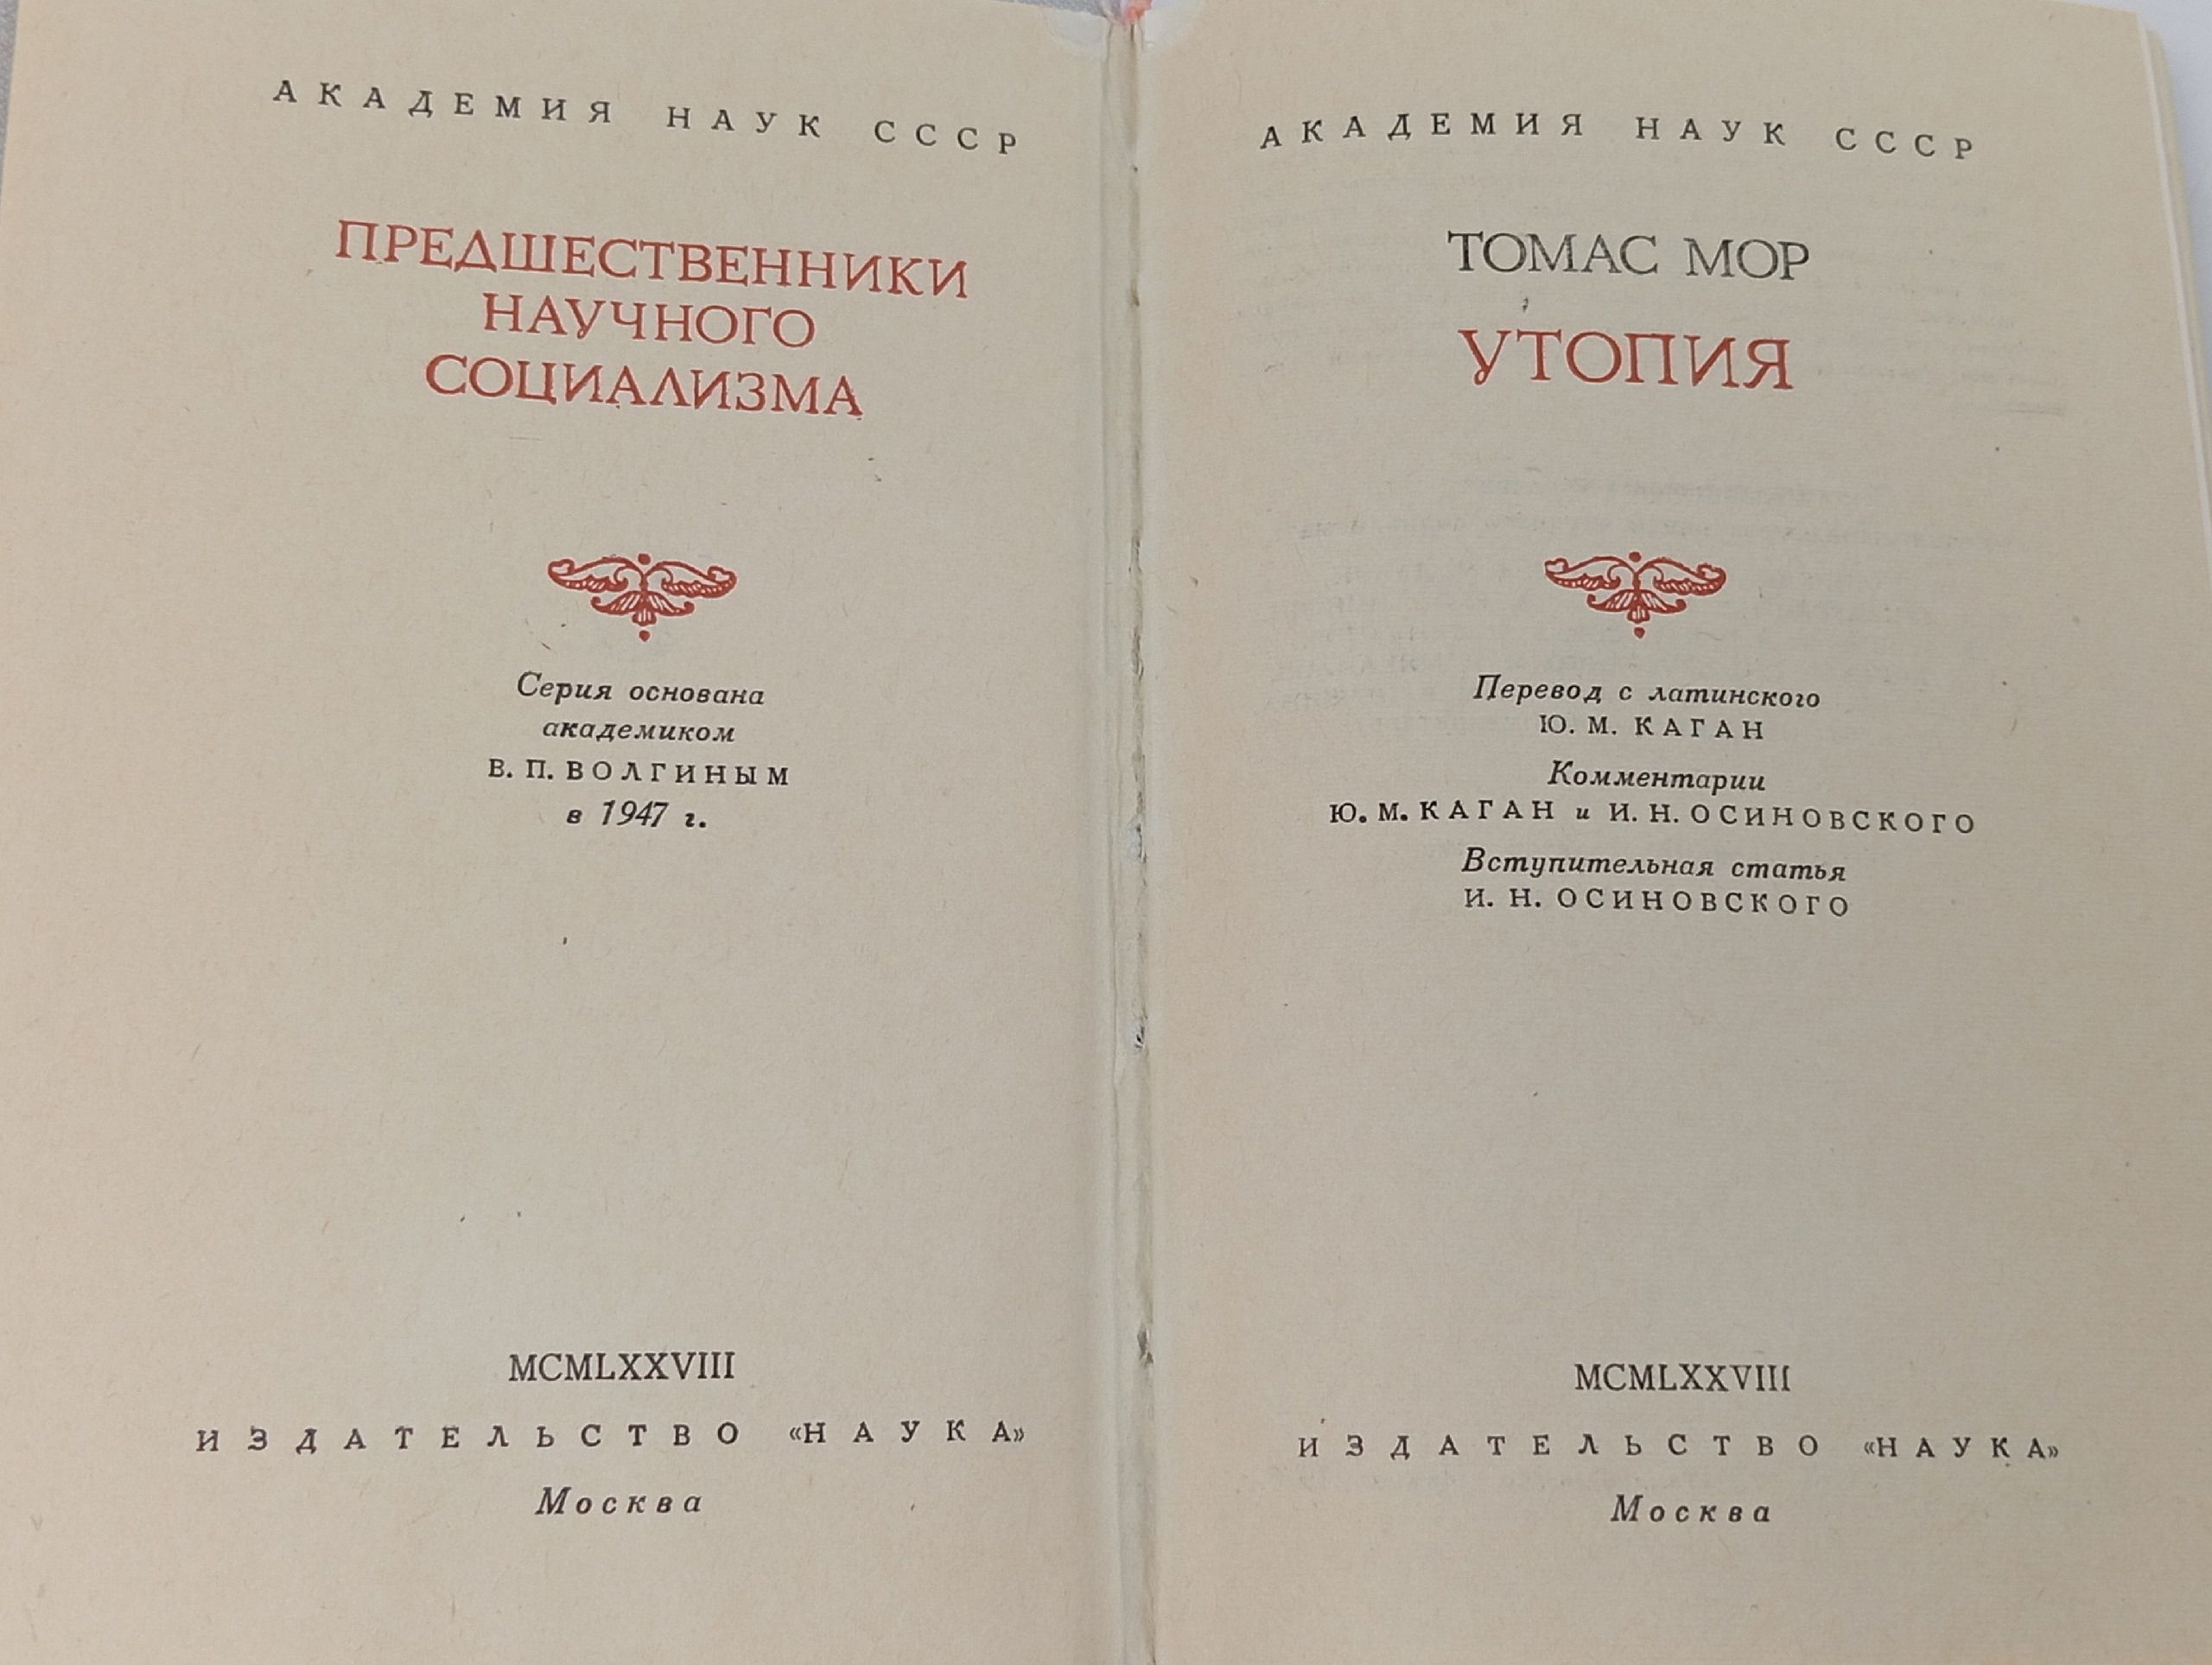 АКАДЕМИЯ НАУК СССР
ПРЕДШЕСТВЕННИКИ
НАУЧНОГО
СОЦИАЛИЗМА
Серия основана
академиком
В. П. ВОЛГИНЫМ
в 1947 г.
MCMLXXVIII
ИЗДАТЕЛЬСТВО «НАУКА»
Москва
АКАДЕМИЯ НАУК СССР
ТОМАС МОР
УТОПИЯ
Перевод с латинского
Ю. М. КАГАН
Комментарии
Ю. М. КАГАН и И. Н. ОСИНОВСКОГО
Вступительная статья
И. Н. ОСИНОВСКОГО
MCMLXXVIII
ИЗДАТЕЛЬСТВО «НАУКА»
Москва